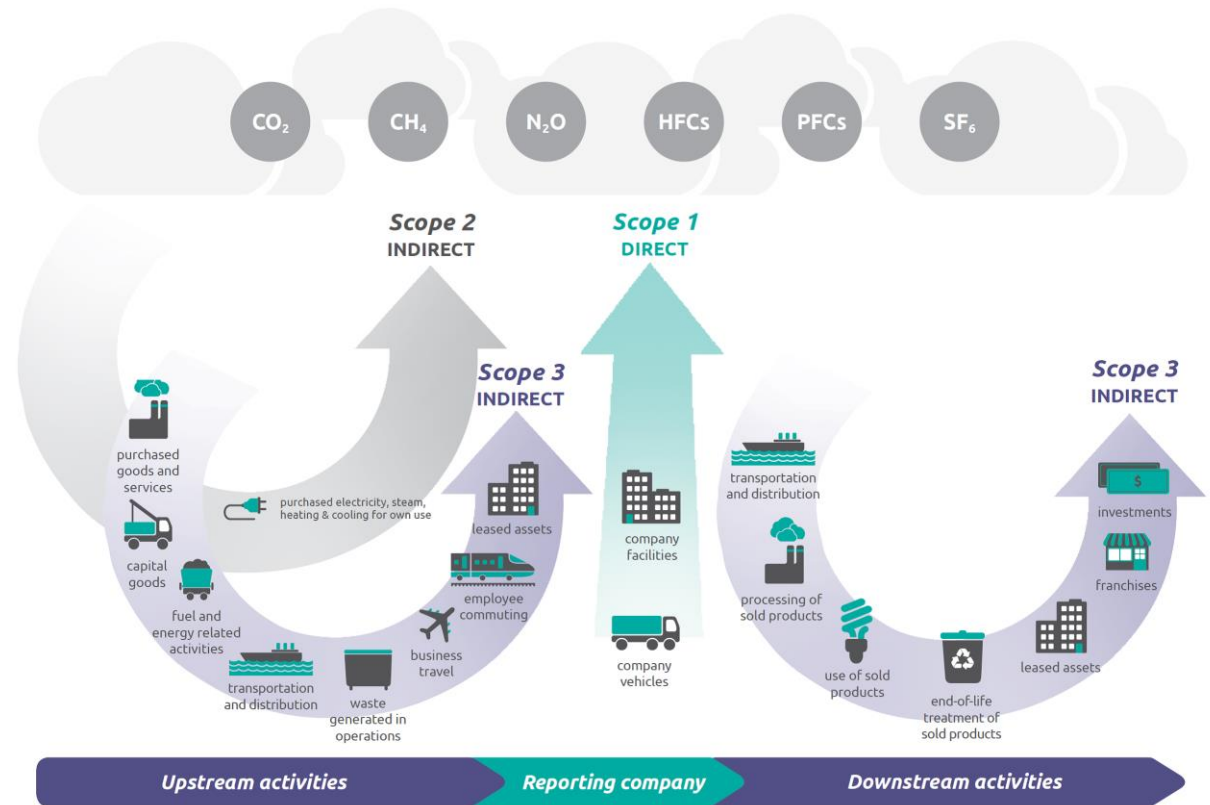 CO₂
CH₄
N₂O
HFCs
PFCs
SF₆
Scope 2
INDIRECT
Scope 1
DIRECT
Scope 3
INDIRECT
Scope 3
INDIRECT
purchased
goods and
services
capital
goods
fuel and
energy related
activities
transportation
and distribution
waste
generated in
operations
business
travel
employee
commuting
leased assets
purchased electricity, steam,
heating & cooling for own use
company
facilities
company
vehicles
transportation
and distribution
processing of
sold products
use of sold
products
end-of-life
treatment of
sold products
leased assets
franchises
$
investments
Upstream activities
Reporting company
Downstream activities